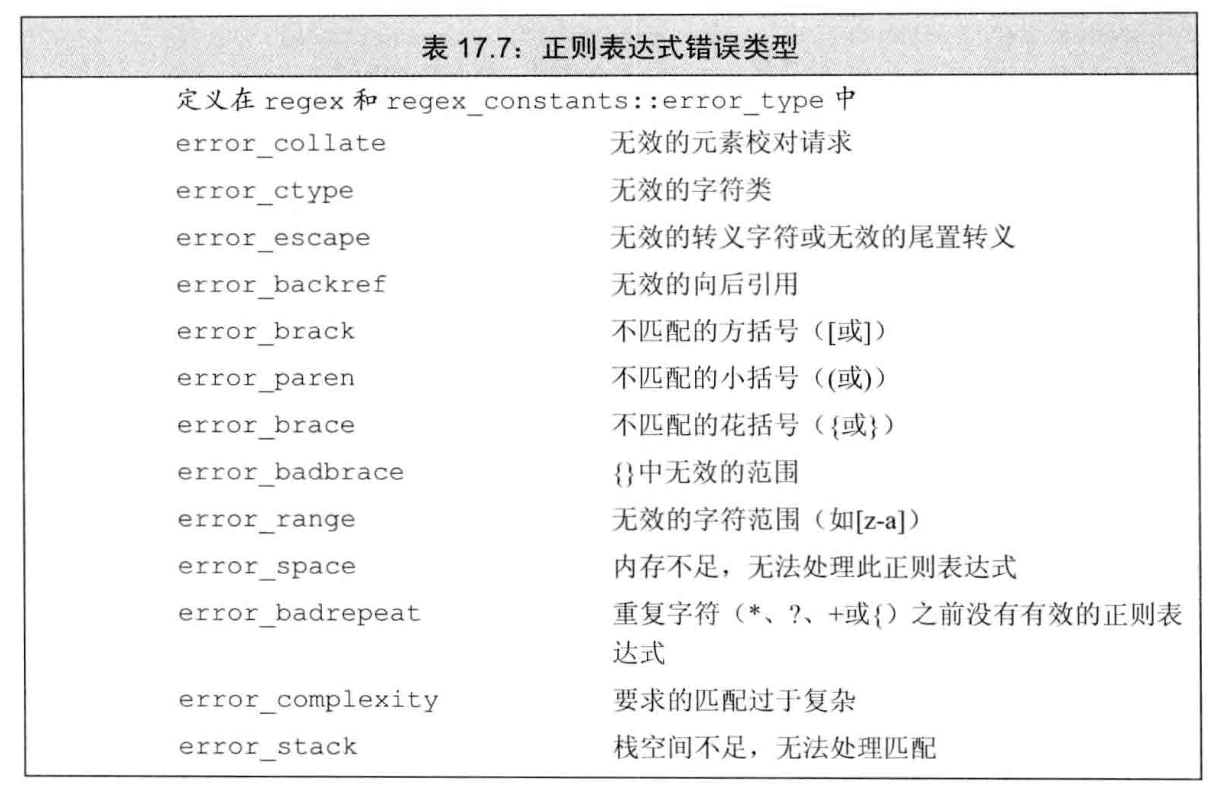 表 17.7：正则表达式错误类型
定义在 regex 和 regex_constants::error_type 中
error_collate 无效的元素校对请求
error_ctype 无效的字符类
error_escape 无效的转义字符或无效的尾置转义
error_backref 无效的向后引用
error_brack 不匹配的方括号（[或]）
error_paren 不匹配的小括号（(或)）
error_brace 不匹配的花括号（{或}）
error_badbrace {}中无效的范围
error_range 无效的字符范围（如[z-a]）
error_space 内存不足，无法处理此正则表达式
error_badrepeat 重复字符（*、?、+或{）之前没有有效的正则表
达式
error_complexity 要求的匹配过于复杂
error_stack 栈空间不足，无法处理匹配